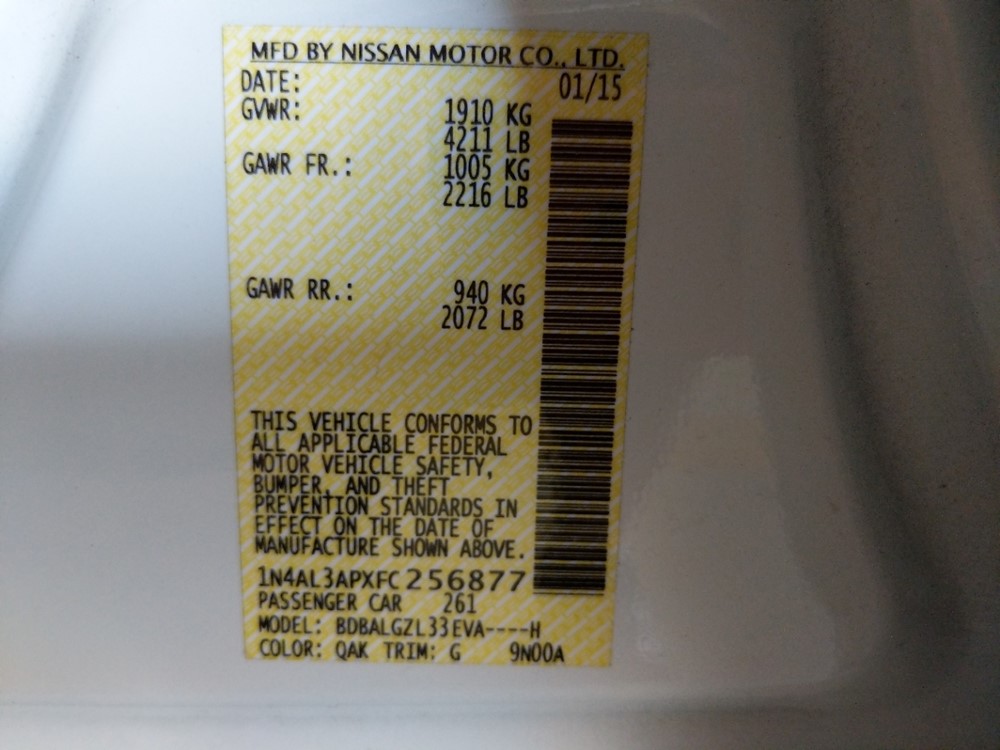 MFD BY NISSAN MOTOR CO., LTD.
DATE: 01/15
GVWR: 1910 KG
4211 LB
GAWR FR.: 1005 KG
2216 LB
GAWR RR.: 940 KG
2072 LB
THIS VEHICLE CONFORMS TO
ALL APPLICABLE FEDERAL
MOTOR VEHICLE SAFETY,
BUMPER, AND THEFT
PREVENTION STANDARDS IN
EFFECT ON THE DATE OF
MANUFACTURE SHOWN ABOVE.
1N4AL3APXFC256877
PASSENGER CAR 261
MODEL: BDBALGZL33EVA----H
COLOR: QAK TRIM: G 9N00A